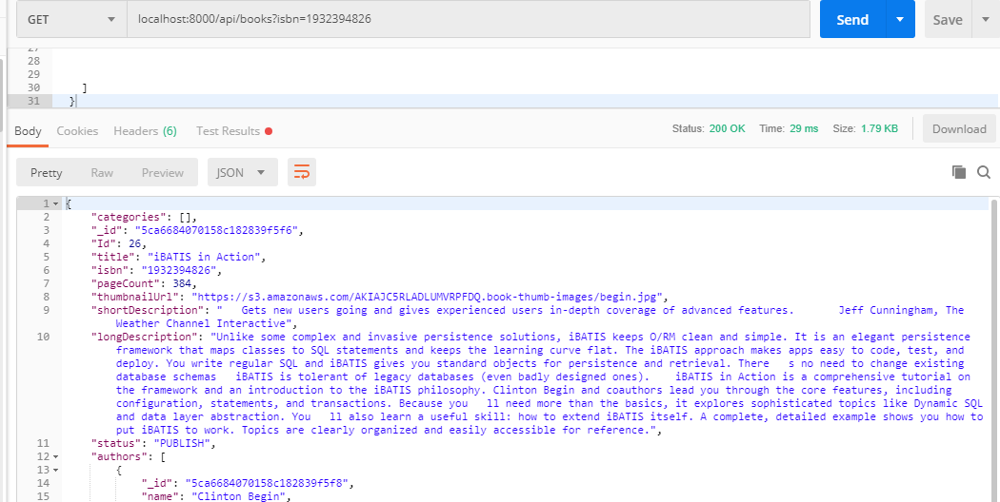 GET
localhost:8000/api/books?isbn=1932394826
Send
Save
27
28
29
30 ]
31 }
Body
Cookies
Headers (6)
Test Results
Status: 200 OK
Time: 29 ms
Size: 1.79 KB
Download
Pretty
Raw
Preview
JSON
1 {
2 "categories": [],
3 "_id": "5ca6684070158c182839f5f6",
4 "Id": 26,
5 "title": "iBATIS in Action",
6 "isbn": "1932394826",
7 "pageCount": 384,
8 "thumbnailUrl": "https://s3.amazonaws.com/AKIAJC5RLADLUMVRPFDQ.book-thumb-images/begin.jpg",
9 "shortDescription": "   Gets new users going and gives experienced users in-depth coverage of advanced features.       Jeff Cunningham, The
Weather Channel Interactive",
10 "longDescription": "Unlike some complex and invasive persistence solutions, iBATIS keeps O/RM clean and simple. It is an elegant persistence
framework that maps classes to SQL statements and keeps the learning curve flat. The iBATIS approach makes apps easy to code, test, and
deploy. You write regular SQL and iBATIS gives you standard objects for persistence and retrieval. There   s no need to change existing
database schemas   iBATIS is tolerant of legacy databases (even badly designed ones).    iBATIS in Action is a comprehensive tutorial on
the framework and an introduction to the iBATIS philosophy. Clinton Begin and coauthors lead you through the core features, including
configuration, statements, and transactions. Because you   ll need more than the basics, it explores sophisticated topics like Dynamic SQL
and data layer abstraction. You   ll also learn a useful skill: how to extend iBATIS itself. A complete, detailed example shows you how to
put iBATIS to work. Topics are clearly organized and easily accessible for reference.",
11 "status": "PUBLISH",
12 "authors": [
13 {
14 "_id": "5ca6684070158c182839f5f8",
15 "name": "Clinton Begin",